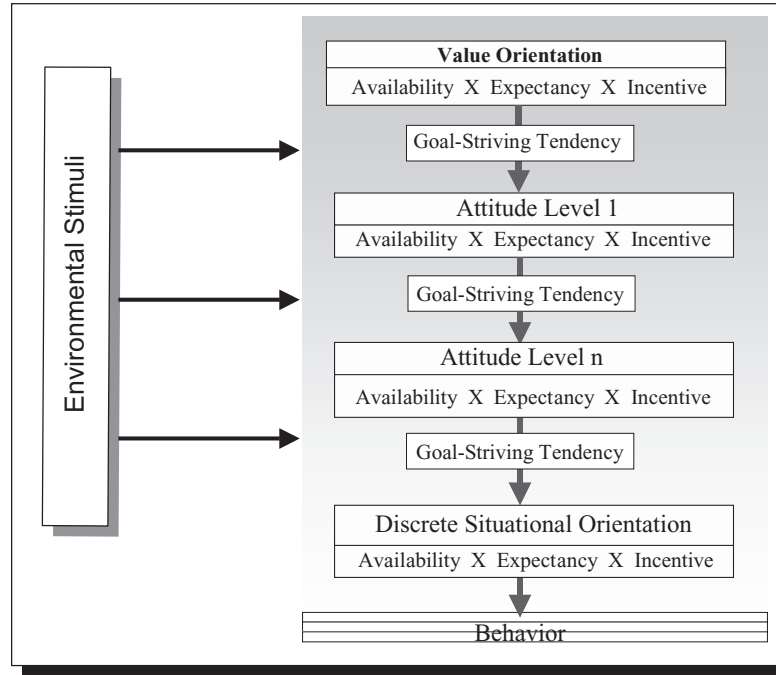 Environmental Stimuli
Value Orientation
Availability X Expectancy X Incentive
Goal-Striving Tendency
Attitude Level 1
Availability X Expectancy X Incentive
Goal-Striving Tendency
Attitude Level n
Availability X Expectancy X Incentive
Goal-Striving Tendency
Discrete Situational Orientation
Availability X Expectancy X Incentive
Behavior